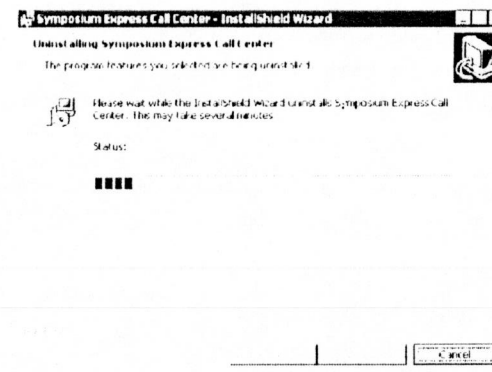 Symposium Express Call Center - InstallShield Wizard
Uninstalling Symposium Express Call Center
The program features you selected are being uninstalled.
Please wait while the InstallShield Wizard uninstalls Symposium Express Call
Center. This may take several minutes.
Status:
Cancel